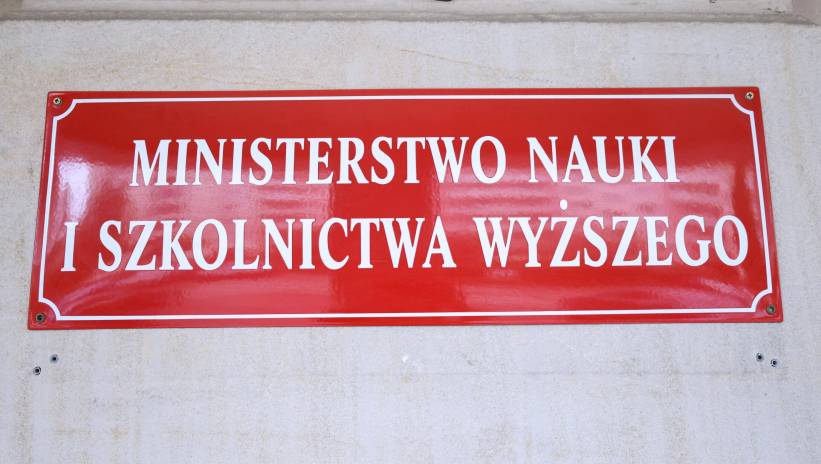 MINISTERSTWO NAUKI
I SZKOLNICTWA WYŻSZEGO